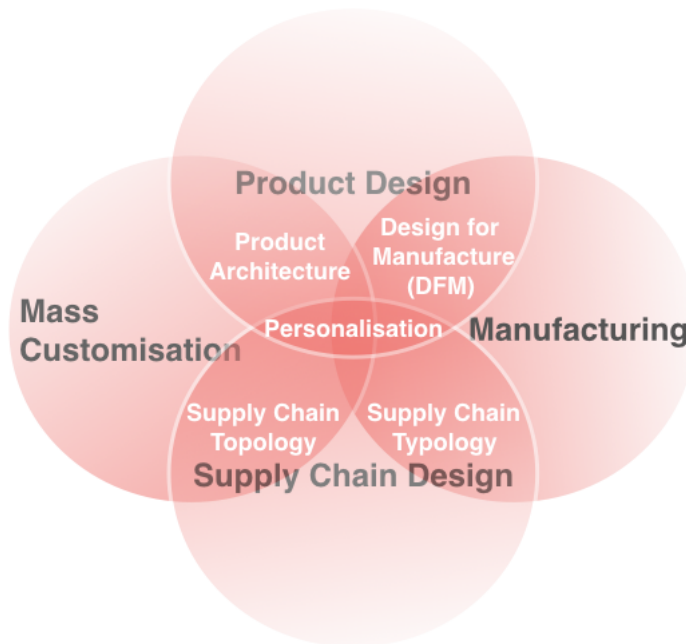 Product Design
Product
Architecture
Design for
Manufacture
(DFM)
Mass
Customisation
Personalisation
Manufacturing
Supply Chain
Topology
Supply Chain
Typology
Supply Chain Design